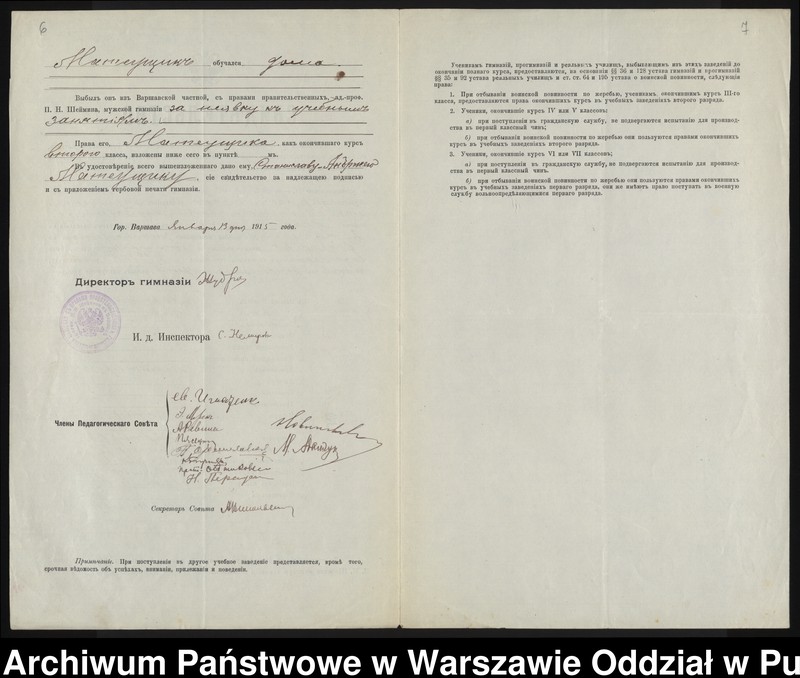 6
обучался дома.
Выбылъ онъ изъ Варшавской частной, съ правами правительственныхъ,
П. Н. Шеймина, мужской гимназіи за неявку къ учебнымъ
занятіямъ.
Права его, какъ окончившаго курсъ
второго класса, изложены ниже сего въ пунктѣ
Въ удостовѣреніе всего вышеизложеннаго дано ему, Станиславу Андрееву
сіе свидѣтельство за надлежащею подписью
и съ приложеніемъ гербовой печати гимназіи.
Гор. Варшава Января 13 дня 1915 года.
Директоръ гимназіи
И. д. Инспектора
Члены Педагогическаго Совѣта
Секретарь Совѣта
Примѣчаніе. При поступленіи въ другое учебное заведеніе представляется, кромѣ того,
срочная вѣдомость объ успѣхахъ, вниманіи, прилежаніи и поведеніи.
7
Ученикамъ гимназій, прогимназій и реальныхъ училищъ, выбывшимъ изъ этихъ заведеній до
окончанія полнаго курса, предоставляются, на основаніи §§ 36 и 128 устава гимназій и прогимназій
§§ 35 и 92 устава реальныхъ училищъ и ст. ст. 64 и 195 устава о воинской повинности, слѣдующія
права:
1. При отбываніи воинской повинности по жеребью, ученикамъ, окончившимъ курсъ III-го
класса, предоставляются права окончившихъ курсъ въ учебныхъ заведеніяхъ второго разряда.
2. Ученики, окончившіе курсъ IV или V классовъ:
а) при поступленіи въ гражданскую службу, не подвергаются испытанію для производ-
ства въ первый классный чинъ.
б) при отбываніи воинской повинности по жеребью они пользуются правами окончившихъ
курсъ въ учебныхъ заведеніяхъ второго разряда.
3. Ученики, окончившіе курсъ VI или VII классовъ;
а) при поступленіи въ гражданскую службу, не подвергаются испытанію для производ-
ства въ первый классный чинъ.
б) при отбываніи воинской повинности по жеребью они пользуются правами окончившихъ
курсъ въ учебныхъ заведеніяхъ перваго разряда, они же имѣютъ право поступать въ военную
службу вольноопредѣляющимися перваго разряда.
Archiwum Państwowe w Warszawie Oddział w Pu